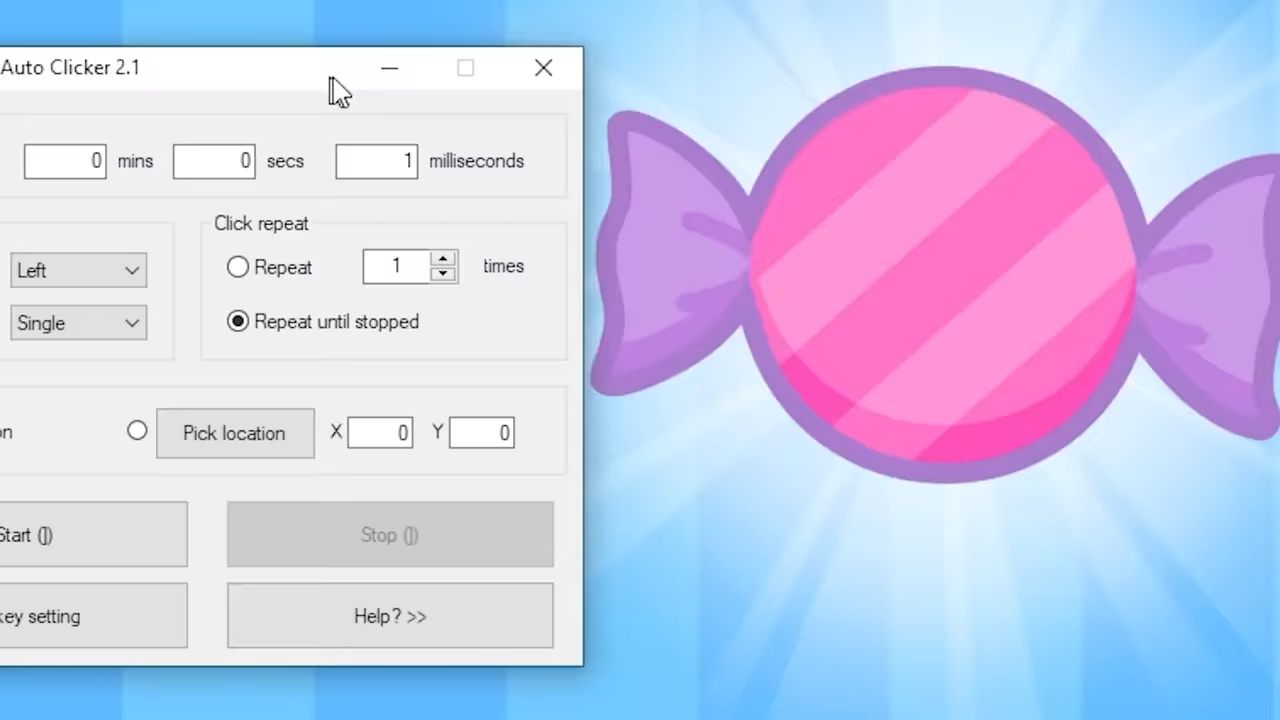 Auto Clicker 2.1
0 mins 0 secs 1 milliseconds
Click repeat
Left
Repeat 1 times
Single
Repeat until stopped
on
Pick location X 0 Y 0
Start (]) Stop (])
key setting Help? >>